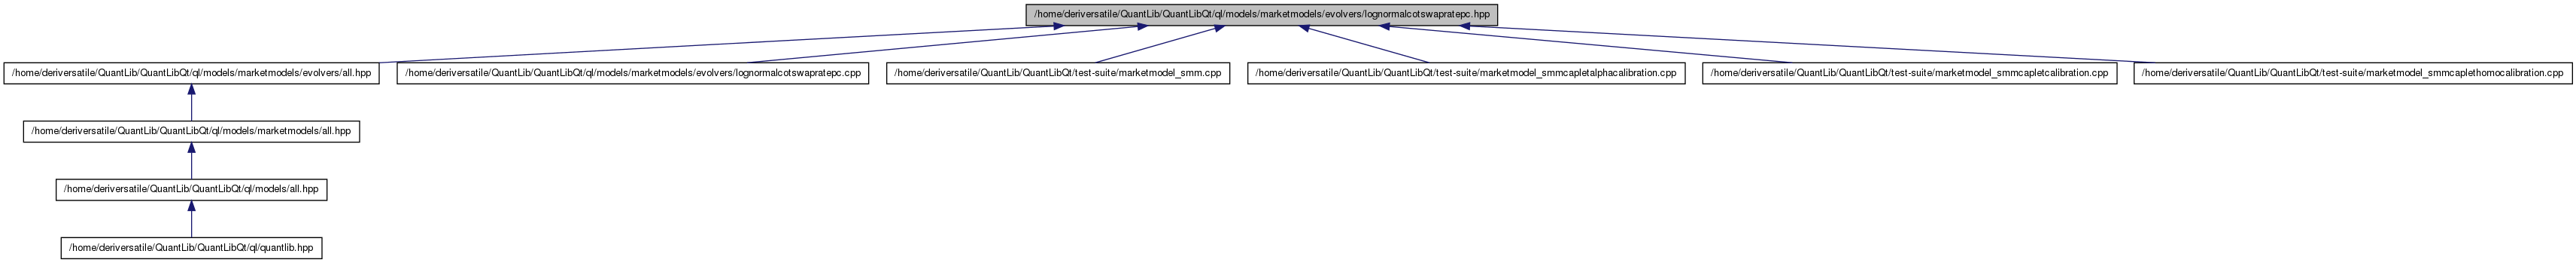 /home/deriversatile/QuantLib/QuantLibQt/ql/models/marketmodels/evolvers/lognormalcotswapratepc.hpp
/home/deriversatile/QuantLib/QuantLibQt/ql/models/marketmodels/evolvers/all.hpp
/home/deriversatile/QuantLib/QuantLibQt/ql/models/marketmodels/evolvers/lognormalcotswapratepc.cpp
/home/deriversatile/QuantLib/QuantLibQt/test-suite/marketmodel_smm.cpp
/home/deriversatile/QuantLib/QuantLibQt/test-suite/marketmodel_smmcapletalphacalibration.cpp
/home/deriversatile/QuantLib/QuantLibQt/test-suite/marketmodel_smmcapletcalibration.cpp
/home/deriversatile/QuantLib/QuantLibQt/test-suite/marketmodel_smmcaplethomocalibration.cpp
/home/deriversatile/QuantLib/QuantLibQt/ql/models/marketmodels/all.hpp
/home/deriversatile/QuantLib/QuantLibQt/ql/models/all.hpp
/home/deriversatile/QuantLib/QuantLibQt/ql/quantlib.hpp